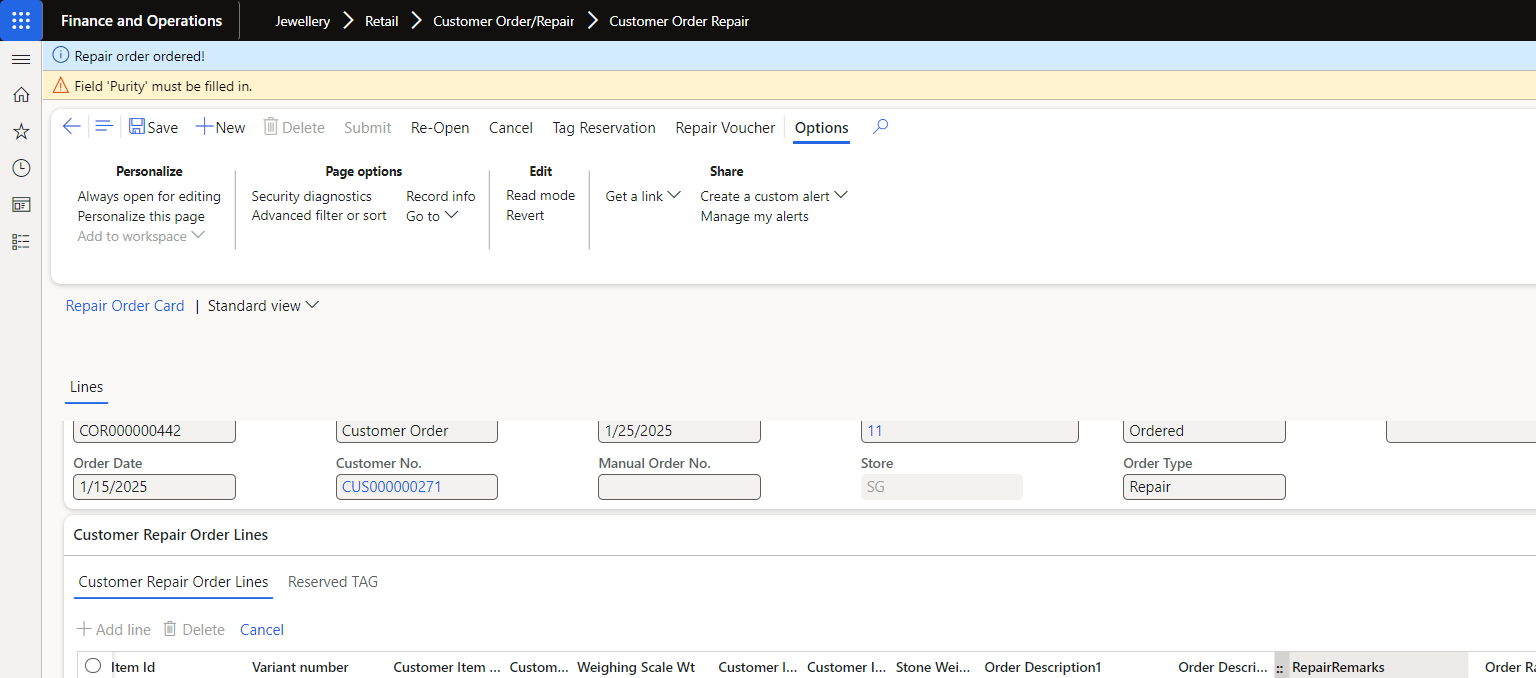 Finance and Operations Jewellery Retail Customer Order/Repair Customer Order Repair
Repair order ordered!
Field 'Purity' must be filled in.
Save New Delete Submit Re-Open Cancel Tag Reservation Repair Voucher Options
Personalize Page options Edit Share
Always open for editing Security diagnostics Record info Read mode Get a link Create a custom alert
Personalize this page Advanced filter or sort Go to Revert Manage my alerts
Add to workspace
Repair Order Card | Standard view
Lines
COR000000442 Customer Order 1/25/2025 11 Ordered
Order Date Customer No. Manual Order No. Store Order Type
1/15/2025 CUS000000271 SG Repair
Customer Repair Order Lines
Customer Repair Order Lines Reserved TAG
Add line Delete Cancel
Item Id Variant number Customer Item ... Custom... Weighing Scale Wt Customer I... Customer I... Stone Wei... Order Description1 Order Descri... RepairRemarks Order Ra